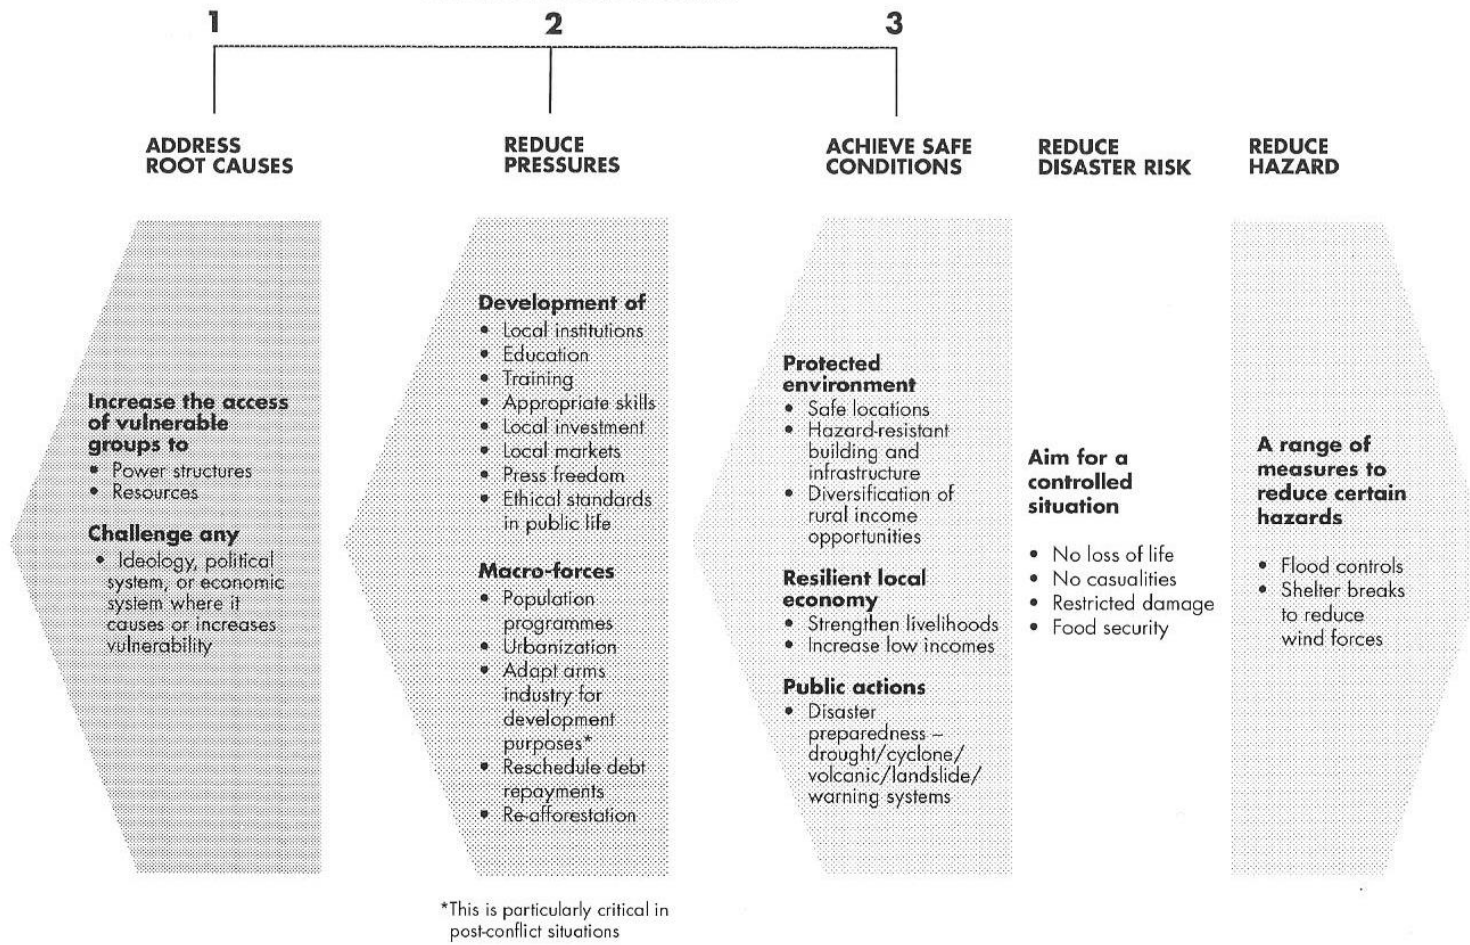 1
2
3
ADDRESS
ROOT CAUSES
REDUCE
PRESSURES
ACHIEVE SAFE
CONDITIONS
REDUCE
DISASTER RISK
REDUCE
HAZARD
Increase the access
of vulnerable
groups to
• Power structures
• Resources
Challenge any
• Ideology, political
system, or economic
system where it
causes or increases
vulnerability
Development of
• Local institutions
• Education
• Training
• Appropriate skills
• Local investment
• Local markets
• Press freedom
• Ethical standards
in public life
Macro-forces
• Population
programmes
• Urbanization
• Adapt arms
industry for
development
purposes*
• Reschedule debt
repayments
• Re-afforestation
*This is particularly critical in
post-conflict situations
Protected
environment
• Safe locations
• Hazard-resistant
building and
infrastructure
• Diversification of
rural income
opportunities
Resilient local
economy
• Strengthen livelihoods
• Increase low incomes
Public actions
• Disaster
preparedness –
drought/cyclone/
volcanic/landslide/
warning systems
Aim for a
controlled
situation
• No loss of life
• No casualities
• Restricted damage
• Food security
A range of
measures to
reduce certain
hazards
• Flood controls
• Shelter breaks
to reduce
wind forces